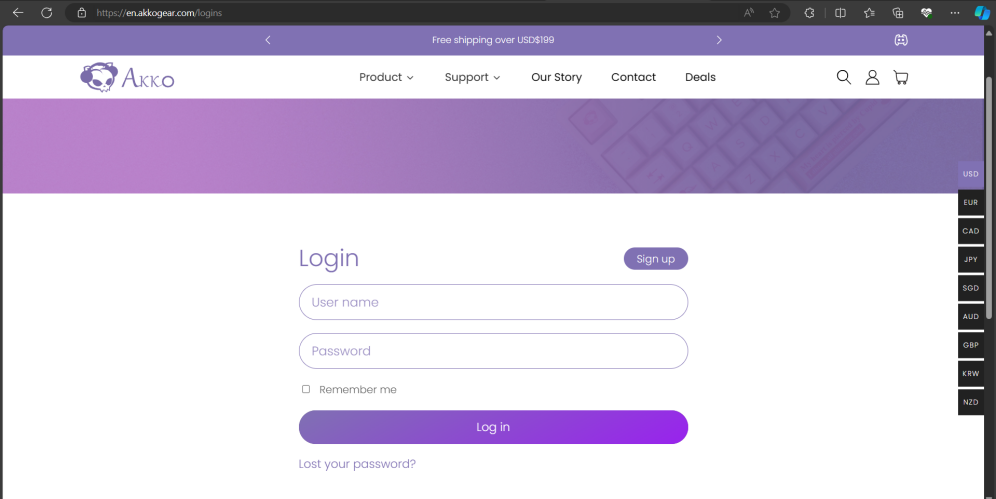 https://en.akkogear.com/logins
Free shipping over USD$199
AKKO
Product Support Our Story Contact Deals
USD
EUR
CAD
JPY
SGD
AUD
GBP
KRW
NZD
Login
Sign up
User name
Password
Remember me
Log in
Lost your password?